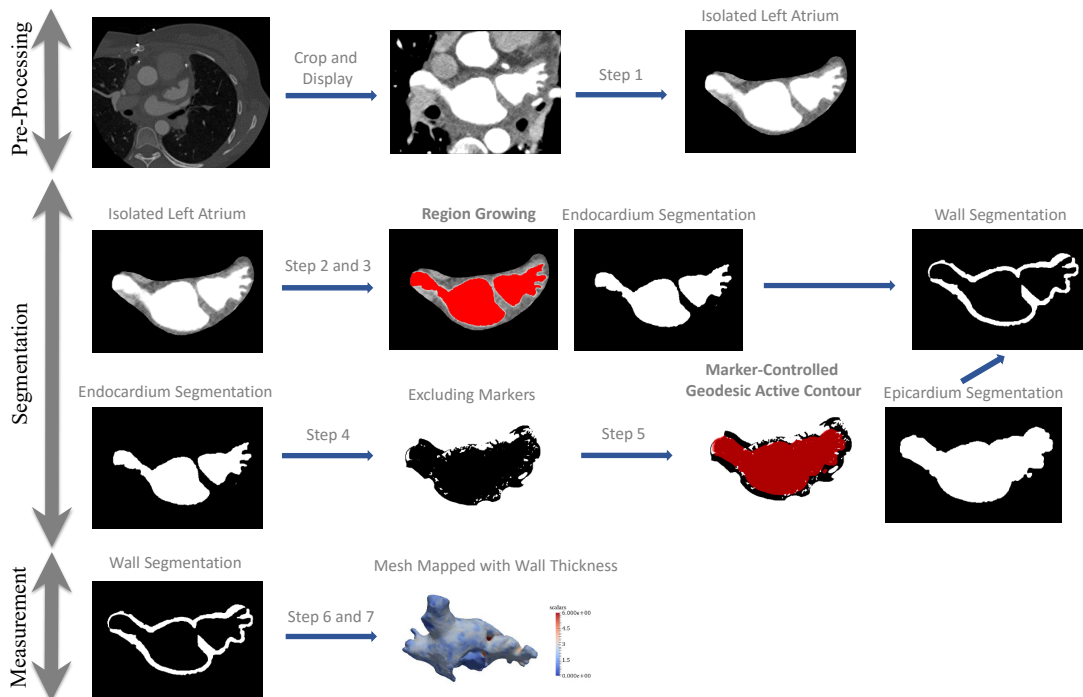 Pre-Processing
Crop and
Display
Step 1
Isolated Left Atrium
Segmentation
Isolated Left Atrium
Step 2 and 3
Region Growing
Endocardium Segmentation
Wall Segmentation
Endocardium Segmentation
Step 4
Excluding Markers
Step 5
Marker-Controlled
Geodesic Active Contour
Epicardium Segmentation
Measurement
Wall Segmentation
Step 6 and 7
Mesh Mapped with Wall Thickness
scalars
6.000e+00
4.5
3
1.5
0.000e+00